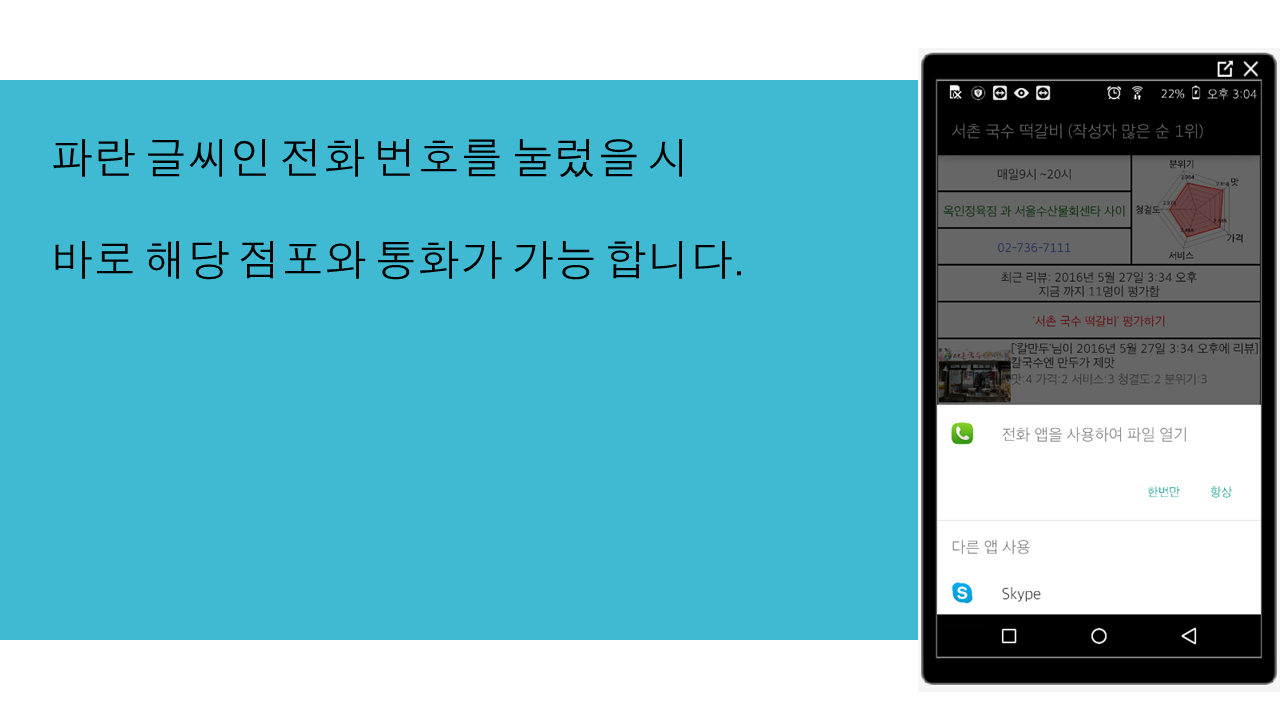 파란 글씨인 전화 번호를 눌렀을 시
바로 해당 점포와 통화가 가능 합니다.
22% 오후 3:04
서촌 국수 떡갈비 (작성자 많은 순 1위)
매일9시 ~20시
옥인정육점 과 서울수산물회센타 사이
02-736-7111
분위기
맛
청결도
가격
서비스
최근 리뷰: 2016년 5월 27일 3:34 오후
지금 까지 11명이 평가함
'서촌 국수 떡갈비' 평가하기
['칼만두'님이 2016년 5월 27일 3:34 오후에 리뷰]
칼국수엔 만두가 제맛
맛:4 가격:2 서비스:3 청결도:2 분위기:3
전화 앱을 사용하여 파일 열기
한번만 항상
다른 앱 사용
Skype